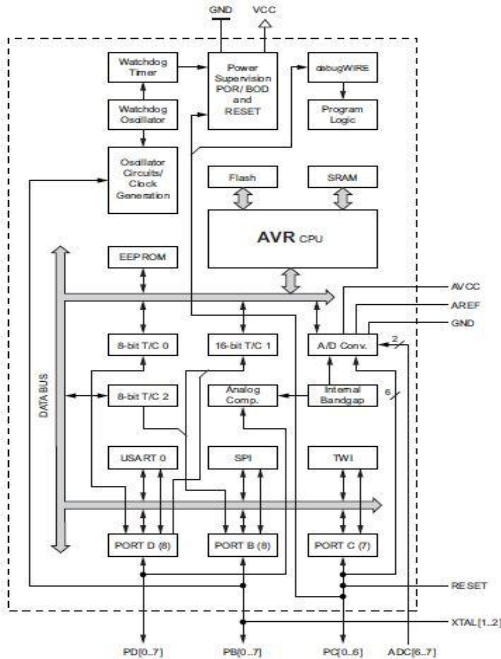 GND VCC
Watchdog
Timer
Power
Supervision
POR/ BOD
and
RESET
debugWIRE
Watchdog
Oscillator
Program
Logic
Oscillator
Circuits/
Clock
Generation
Flash
SRAM
AVR CPU
EEPROM
AVCC
AREF
GND
8-bit T/C 0
16-bit T/C 1
A/D Conv.
2
DATA BUS
8-bit T/C 2
Analog
Comp.
Internal
Bandgap
6
USART 0
SPI
TWI
PORT D (8)
PORT B (8)
PORT C (7)
RESET
XTAL[1..2]
PD[0..7]
PB[0..7]
PC[0..6]
ADC[6..7]